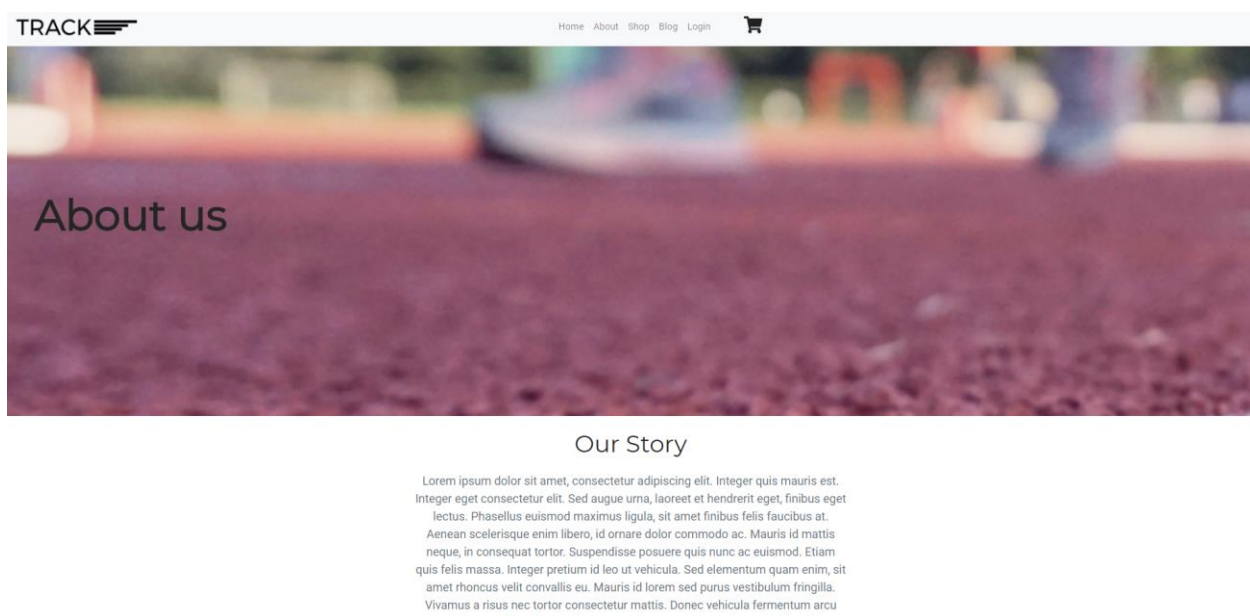 TRACK
Home About Shop Blog Login
About us
Our Story
Lorem ipsum dolor sit amet, consectetur adipiscing elit. Integer quis mauris est.
Integer eget consectetur elit. Sed augue urna, laoreet et hendrerit eget, finibus eget
lectus. Phasellus euismod maximus ligula, sit amet finibus felis faucibus at.
Aenean scelerisque enim libero, id ornare dolor commodo ac. Mauris id mattis
neque, in consequat tortor. Suspendisse posuere quis nunc ac euismod. Etiam
quis felis massa. Integer pretium id leo ut vehicula. Sed elementum quam enim, sit
amet rhoncus velit convallis eu. Mauris id lorem sed purus vestibulum fringilla.
Vivamus a risus nec tortor consectetur mattis. Donec vehicula fermentum arcu